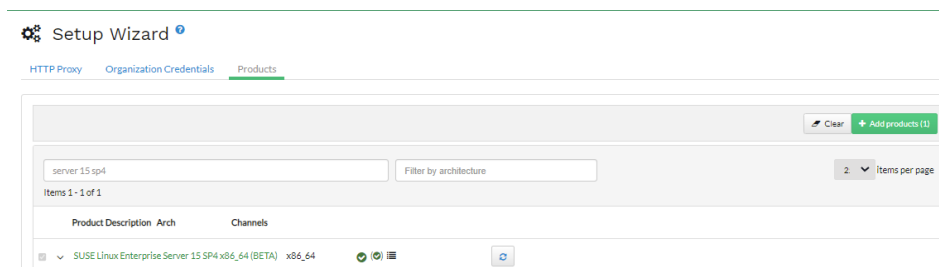 Setup Wizard ?
HTTP Proxy Organization Credentials Products
Clear + Add products (1)
server 15 sp4 Filter by architecture 2 items per page
Items 1 - 1 of 1
Product Description Arch Channels
SUSE Linux Enterprise Server 15 SP4 x86_64 (BETA) x86_64